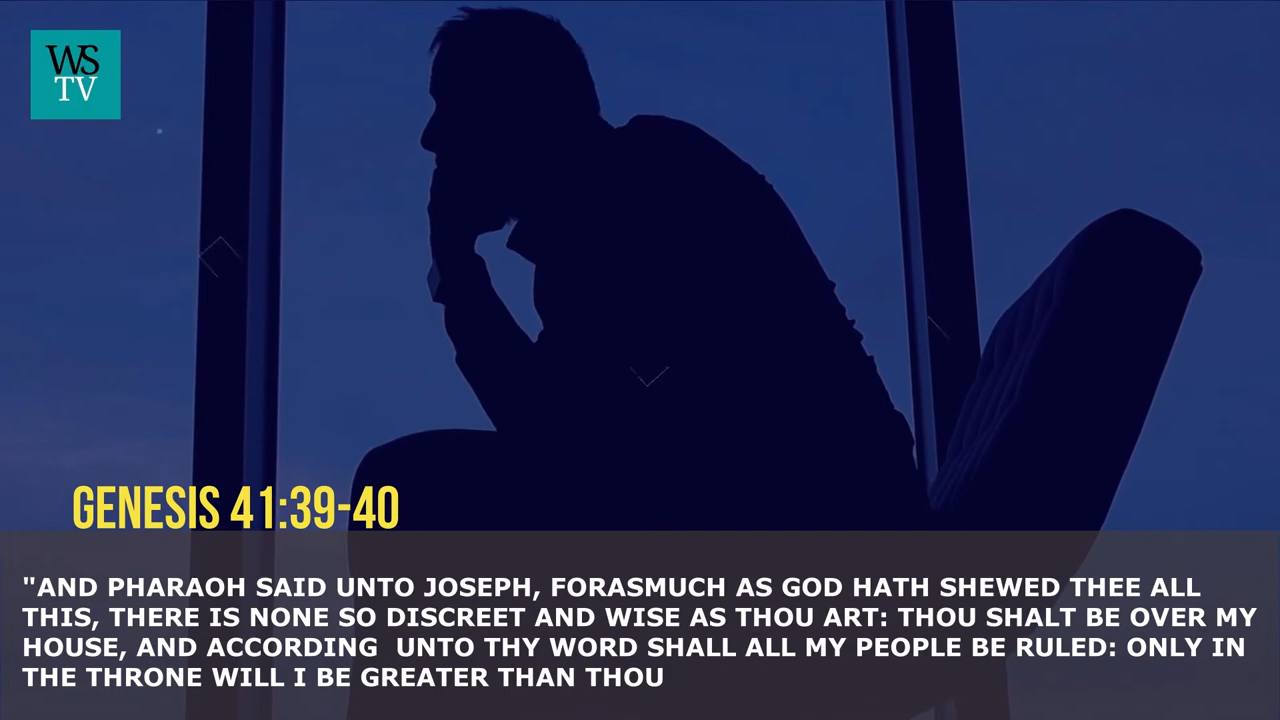 WS
TV
GENESIS 41:39-40
"AND PHARAOH SAID UNTO JOSEPH, FORASMUCH AS GOD HATH SHEWED THEE ALL
THIS, THERE IS NONE SO DISCREET AND WISE AS THOU ART: THOU SHALT BE OVER MY
HOUSE, AND ACCORDING  UNTO THY WORD SHALL ALL MY PEOPLE BE RULED: ONLY IN
THE THRONE WILL I BE GREATER THAN THOU